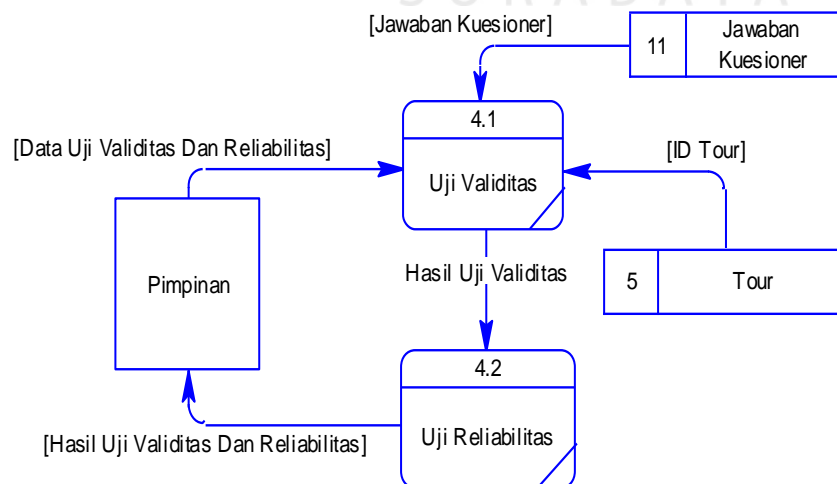 SURABAYA
[Jawaban Kuesioner]
11
Jawaban
Kuesioner
4.1
[Data Uji Validitas Dan Reliabilitas]
[ID Tour]
Uji Validitas
Hasil Uji Validitas
Pimpinan
5
Tour
4.2
Uji Reliabilitas
[Hasil Uji Validitas Dan Reliabilitas]